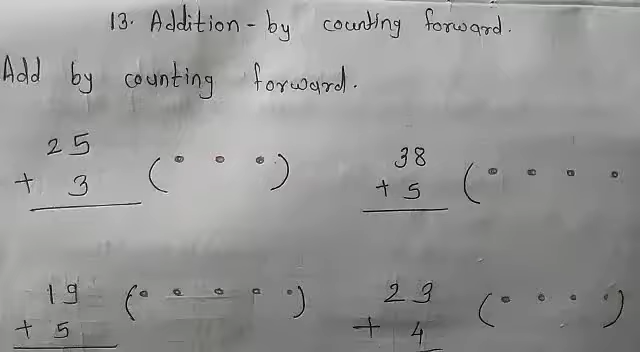 13. Addition - by counting forward.
Add by counting forward.
25 38
+ 3 ( • • • ) + 5 ( • • • •
19 23
+ 5 ( • • • • • ) + 4 ( • • • • )